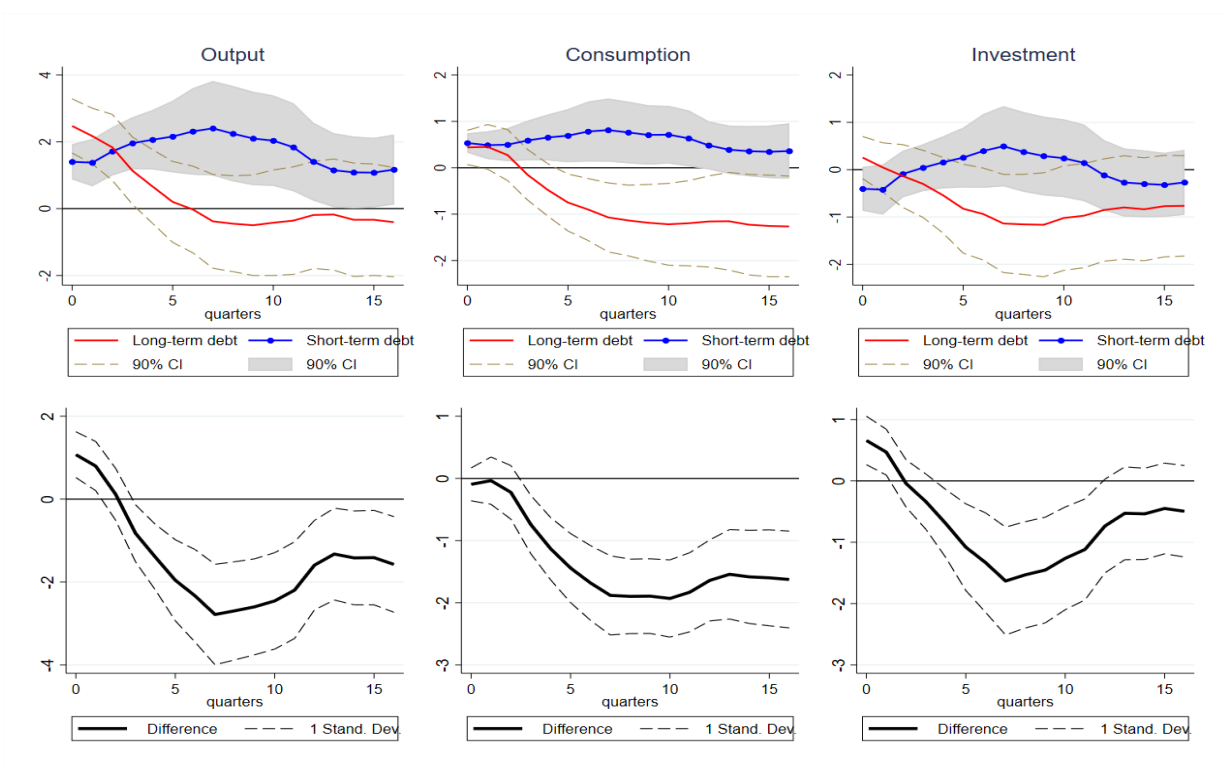 Output
4
2
0
-2
0 5 10 15
quarters
Long-term debt Short-term debt
90% CI 90% CI
Consumption
2
1
0
-1
-2
0 5 10 15
quarters
Long-term debt Short-term debt
90% CI 90% CI
Investment
2
1
0
-1
-2
0 5 10 15
quarters
Long-term debt Short-term debt
90% CI 90% CI
2
0
-2
-4
0 5 10 15
quarters
Difference 1 Stand. Dev.
1
0
-1
-2
-3
0 5 10 15
quarters
Difference 1 Stand. Dev.
1
0
-1
-2
-3
0 5 10 15
quarters
Difference 1 Stand. Dev.